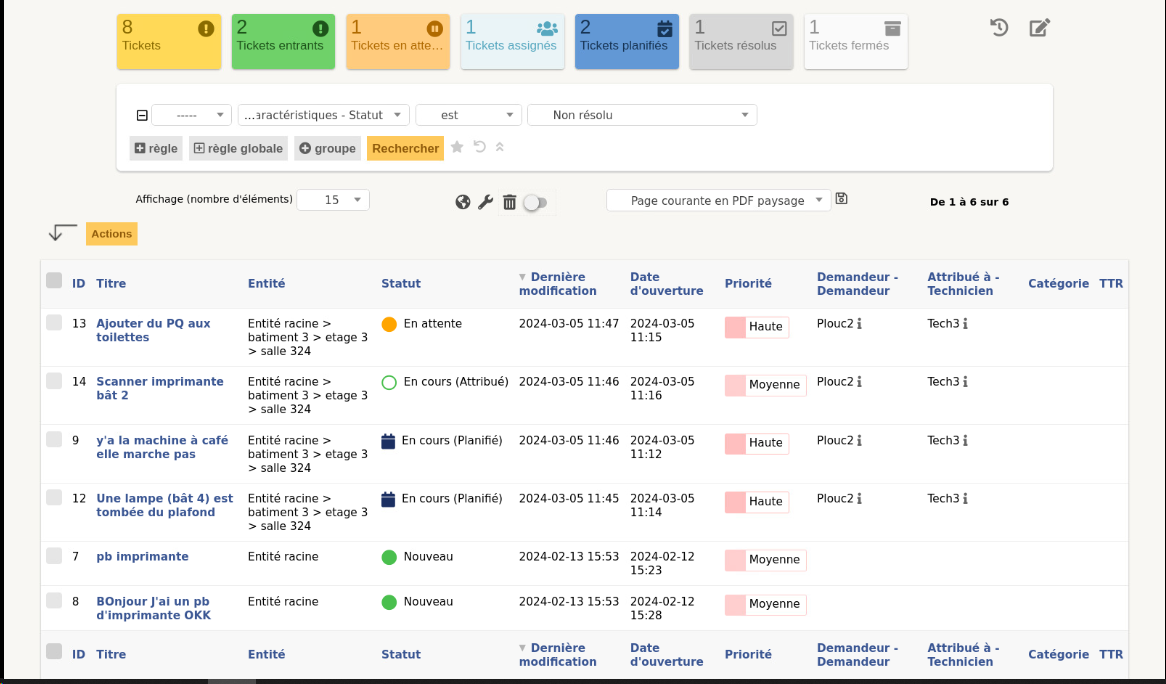 8
Tickets
2
Tickets entrants
1
Tickets en atte...
1
Tickets assignés
2
Tickets planifiés
1
Tickets résolus
1
Tickets fermés
-----
...aractéristiques - Statut
est
Non résolu
règle
règle globale
groupe
Rechercher
Affichage (nombre d'éléments)
15
Page courante en PDF paysage
De 1 à 6 sur 6
Actions
ID Titre Entité Statut Dernière modification Date d'ouverture Priorité Demandeur - Demandeur Attribué à - Technicien Catégorie TTR
13 Ajouter du PQ aux toilettes Entité racine > batiment 3 > etage 3 > salle 324 En attente 2024-03-05 11:47 2024-03-05 11:15 Haute Plouc2 Tech3
14 Scanner imprimante bât 2 Entité racine > batiment 3 > etage 3 > salle 324 En cours (Attribué) 2024-03-05 11:46 2024-03-05 11:16 Moyenne Plouc2 Tech3
9 y'a la machine à café elle marche pas Entité racine > batiment 3 > etage 3 > salle 324 En cours (Planifié) 2024-03-05 11:46 2024-03-05 11:12 Haute Plouc2 Tech3
12 Une lampe (bât 4) est tombée du plafond Entité racine > batiment 3 > etage 3 > salle 324 En cours (Planifié) 2024-03-05 11:45 2024-03-05 11:14 Haute Plouc2 Tech3
7 pb imprimante Entité racine Nouveau 2024-02-13 15:53 2024-02-12 15:23 Moyenne
8 BOnjour J'ai un pb d'imprimante OKK Entité racine Nouveau 2024-02-13 15:53 2024-02-12 15:28 Moyenne
ID Titre Entité Statut Dernière modification Date d'ouverture Priorité Demandeur - Demandeur Attribué à - Technicien Catégorie TTR